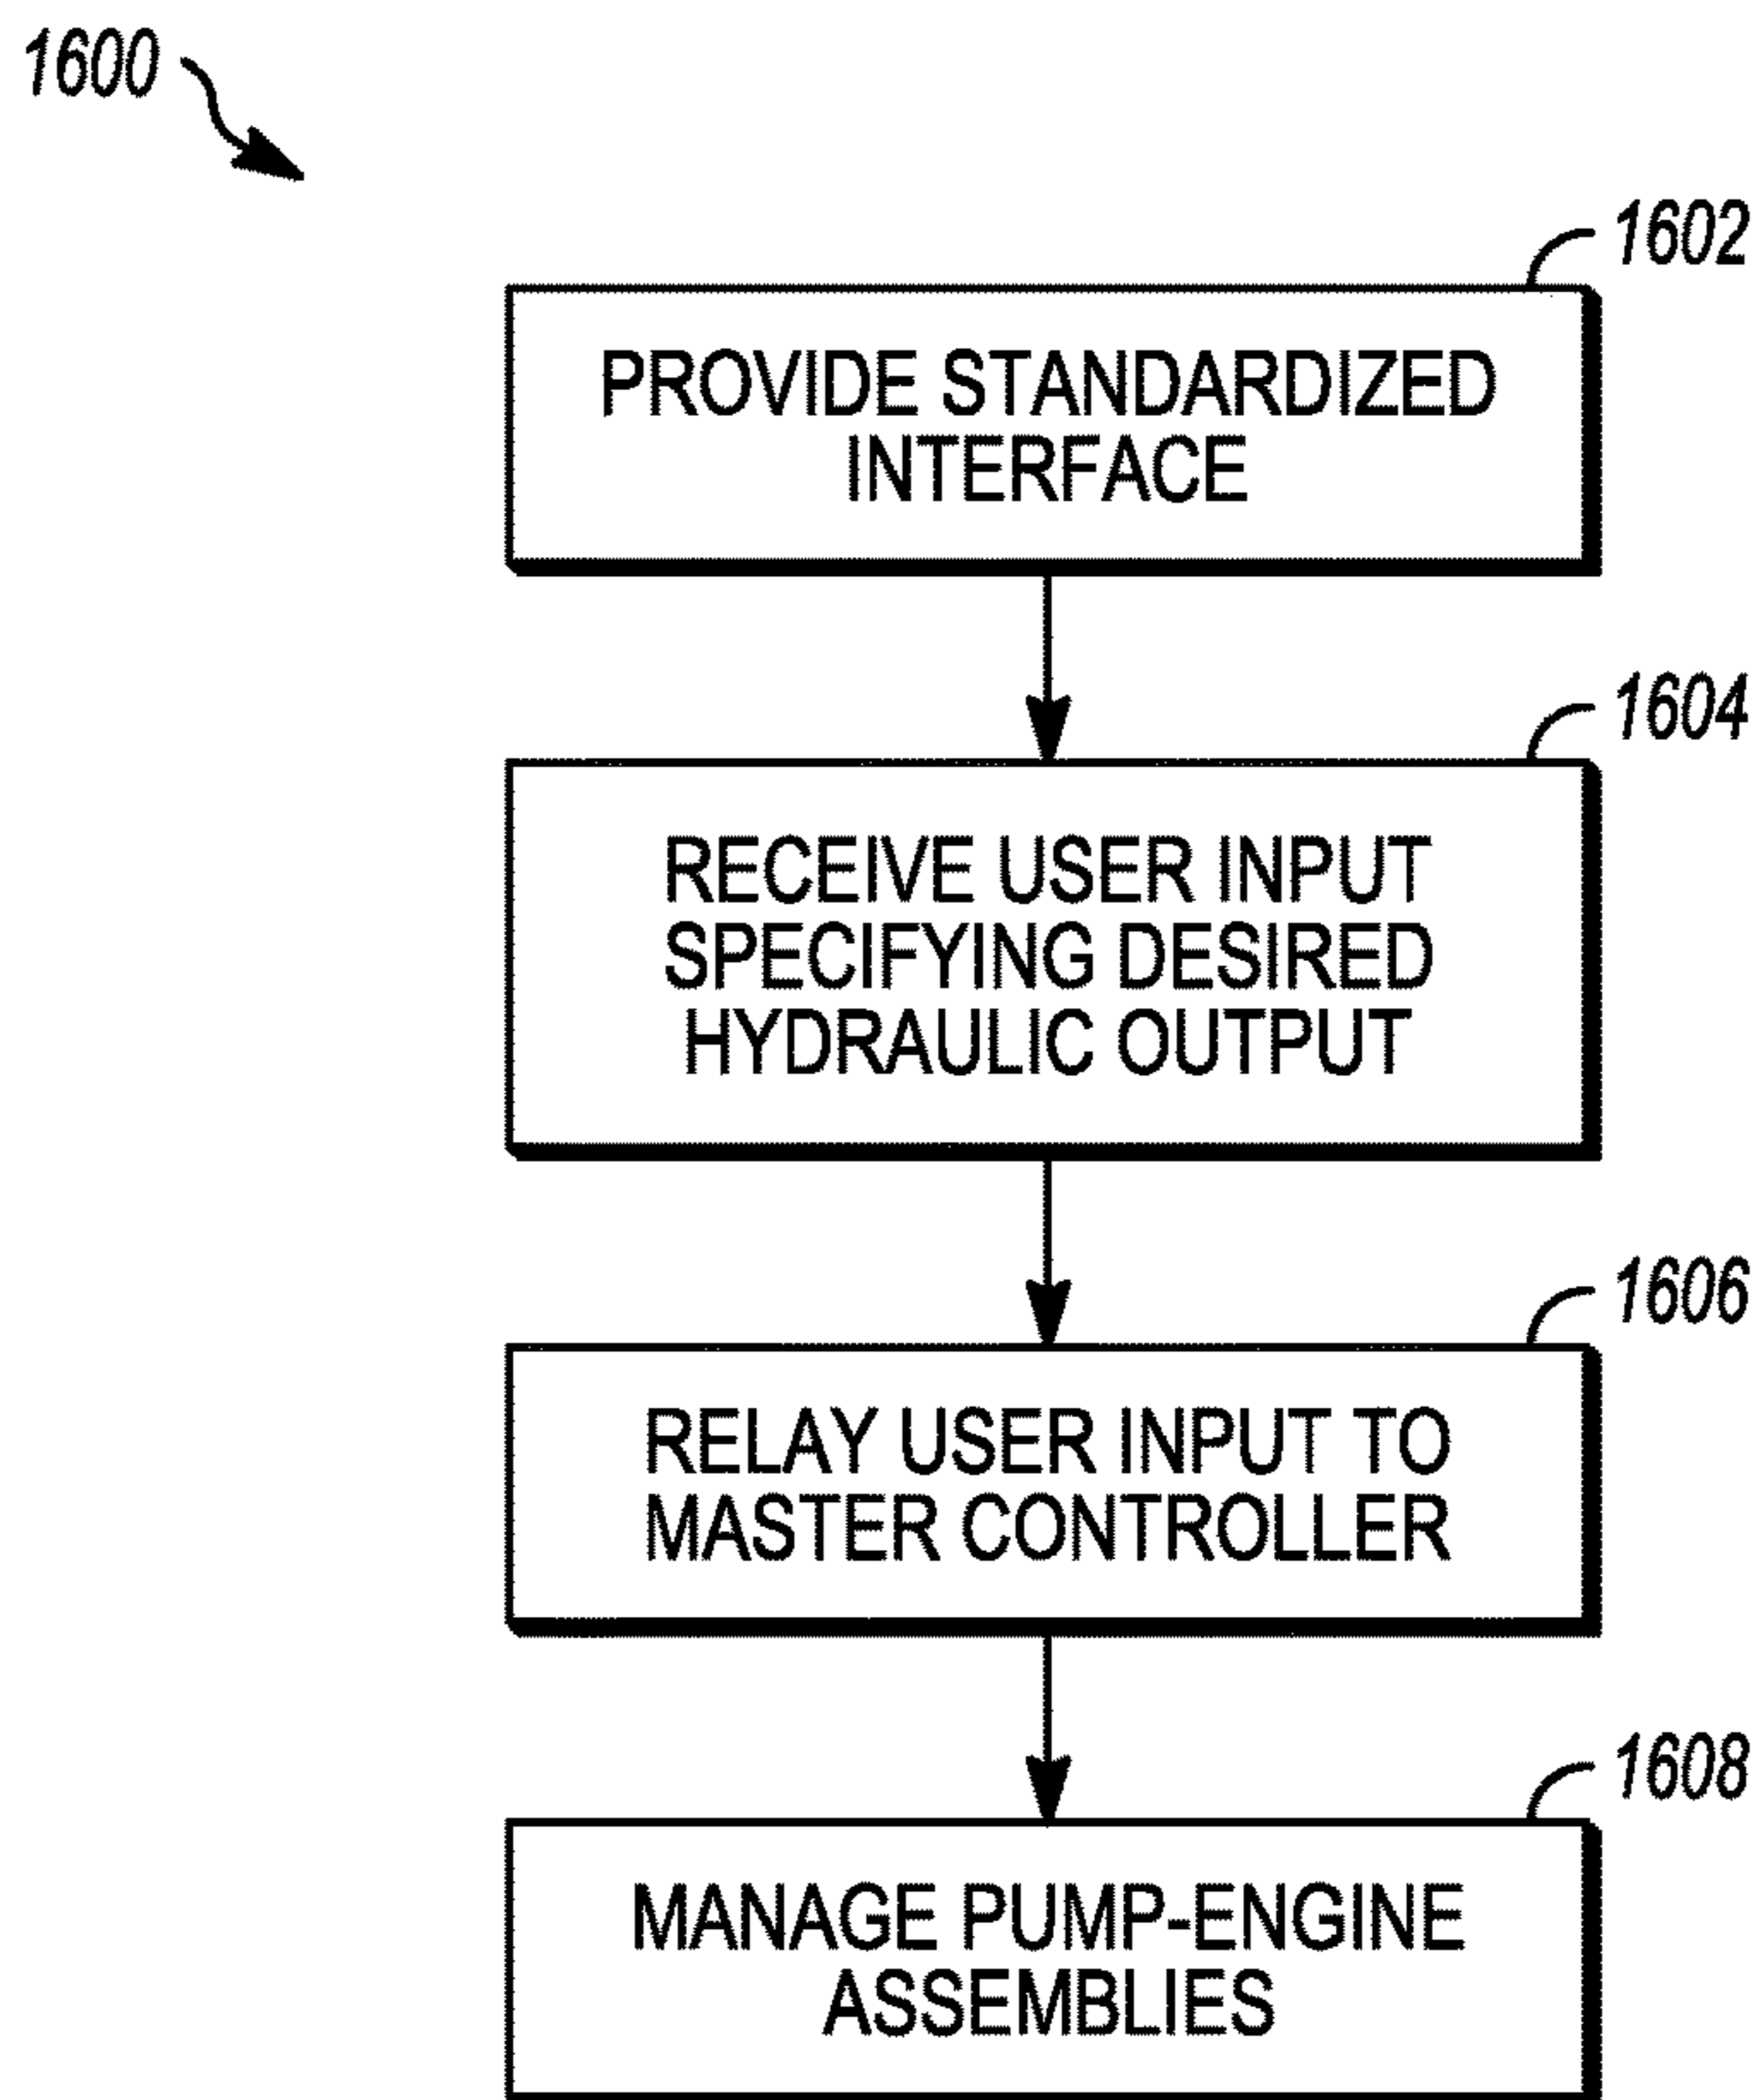 1600
1602
PROVIDE STANDARDIZED
INTERFACE
1604
RECEIVE USER INPUT
SPECIFYING DESIRED
HYDRAULIC OUTPUT
1606
RELAY USER INPUT TO
MASTER CONTROLLER
1608
MANAGE PUMP-ENGINE
ASSEMBLIES